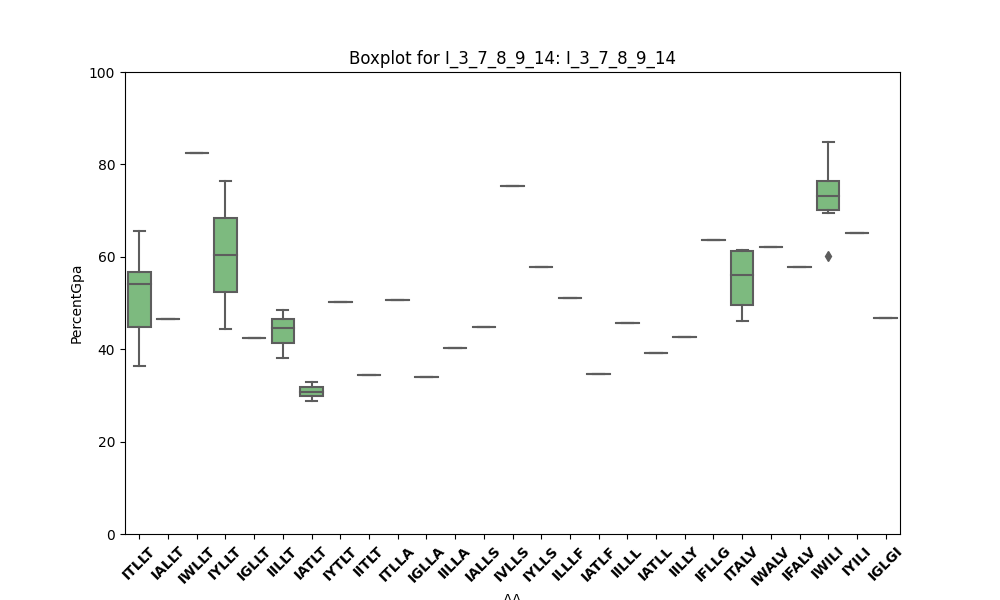 Boxplot for I_3_7_8_9_14: I_3_7_8_9_14
100
80
60
40
20
0
PercentGpa
ITLLT
IALLT
IWLLT
IYLLT
IGLLT
IILLT
IATLT
IYTLT
IITLT
ITLLA
IGLLA
IILLA
IALLS
IVLLS
IYLLS
ILLLF
IATLF
IILLL
IATLL
IILLY
IFLLG
ITALV
IWALV
IFALV
IWILI
IYILI
IGLGI
AA